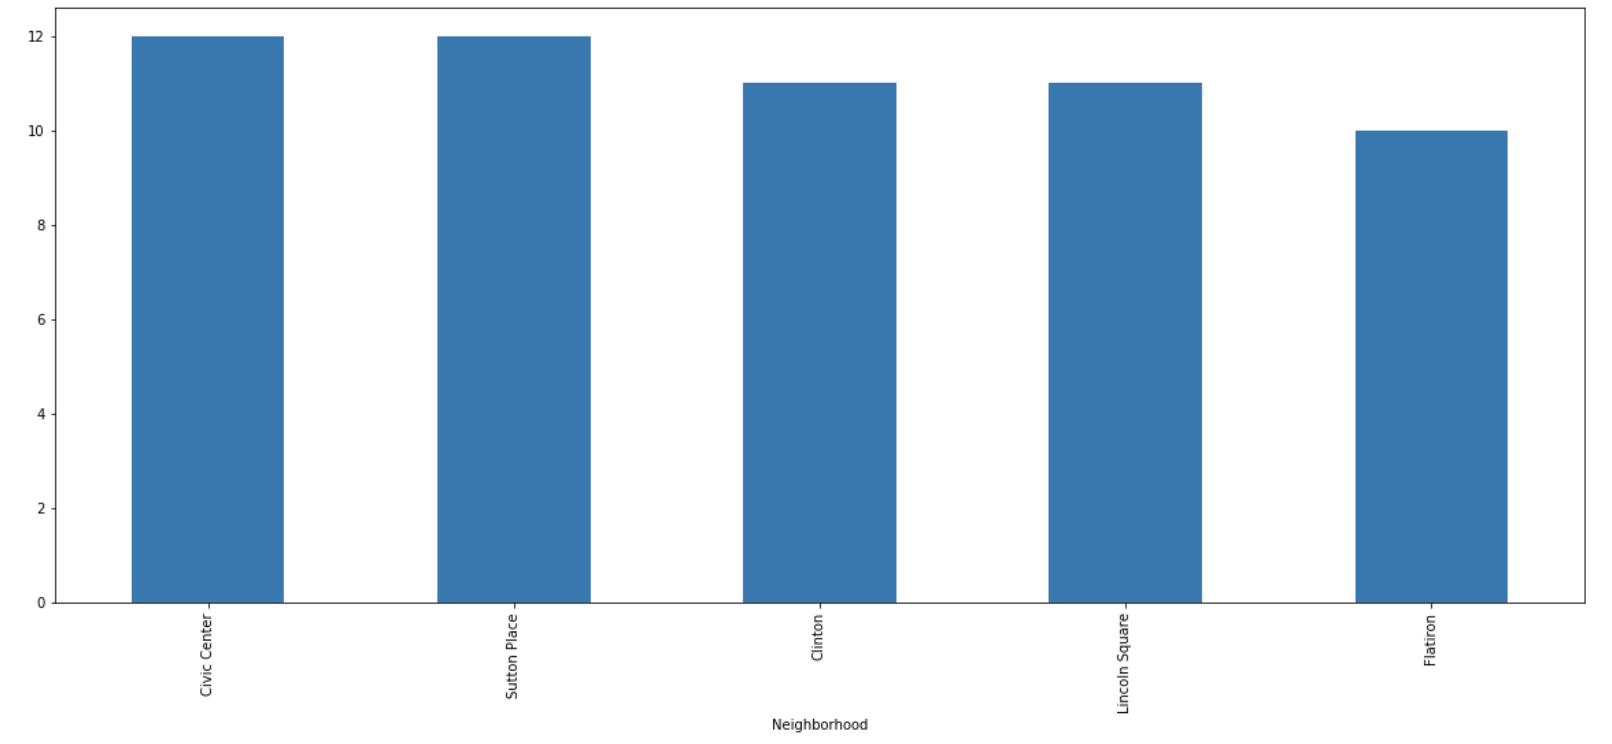 12
10
8
6
4
2
0
Civic Center
Sutton Place
Clinton
Lincoln Square
Flatiron
Neighborhood